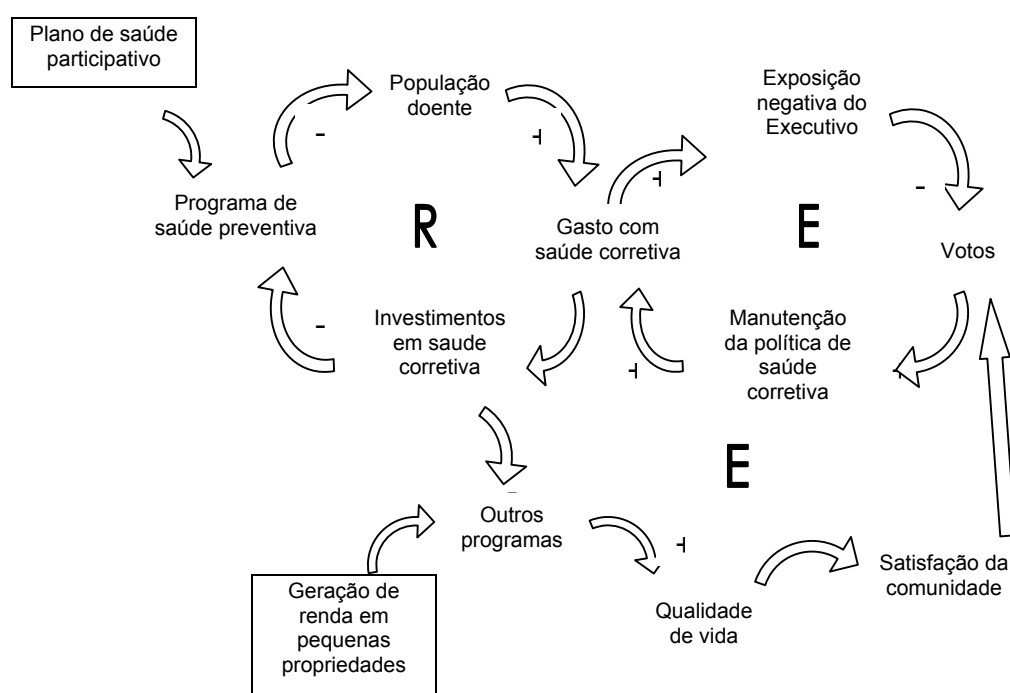 Plano de saúde
participativo
População
doente
Exposição
negativa do
Executivo
-
+
+
-
Programa de
saúde preventiva
R
Gasto com
saúde corretiva
E
Votos
-
Investimentos
em saude
corretiva
+
Manutenção
da política de
saúde
corretiva
+
E
-
Outros
programas
+
Satisfação da
comunidade
Geração de
renda em
pequenas
propriedades
Qualidade
de vida